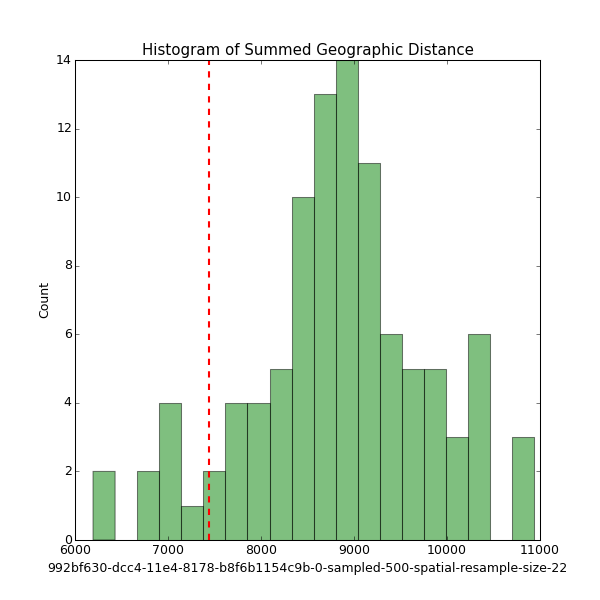 Histogram of Summed Geographic Distance
14
12
10
8
6
4
2
0
Count
6000 7000 8000 9000 10000 11000
992bf630-dcc4-11e4-8178-b8f6b1154c9b-0-sampled-500-spatial-resample-size-22